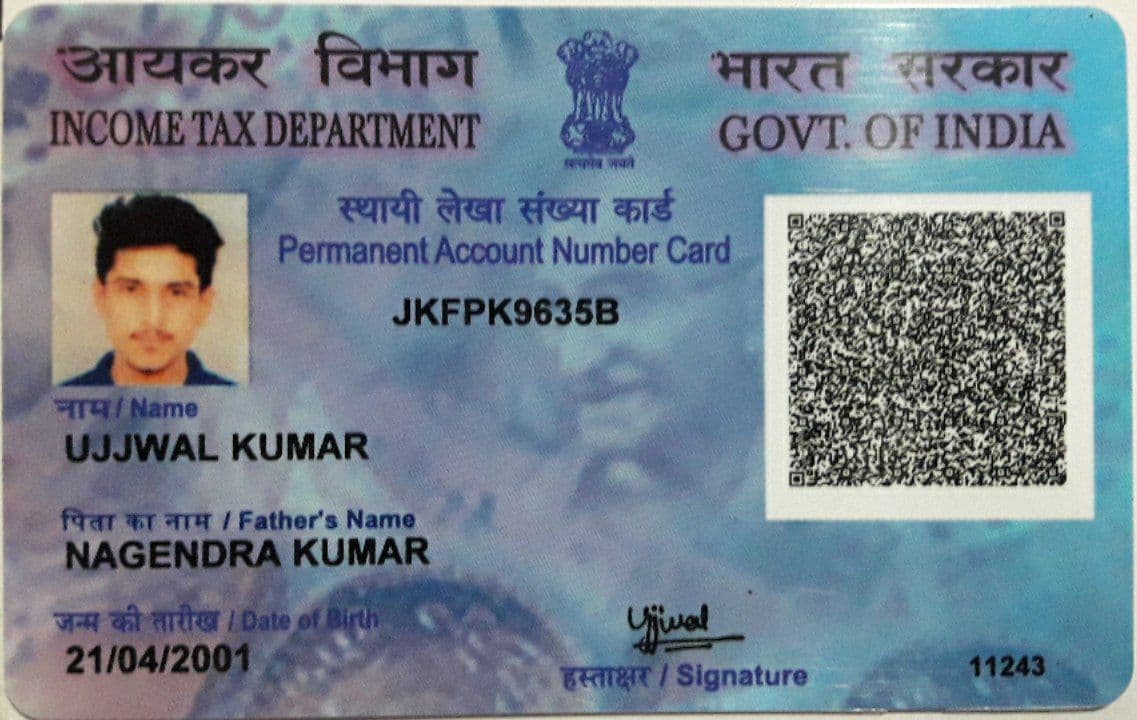 आयकर विभाग
INCOME TAX DEPARTMENT
सत्यमेव जयते
भारत सरकार
GOVT. OF INDIA
स्थायी लेखा संख्या कार्ड
Permanent Account Number Card
JKFPK9635B
नाम / Name
UJJWAL KUMAR
पिता का नाम / Father's Name
NAGENDRA KUMAR
जन्म की तारीख / Date of Birth
21/04/2001
Ujjwal
हस्ताक्षर / Signature
11243